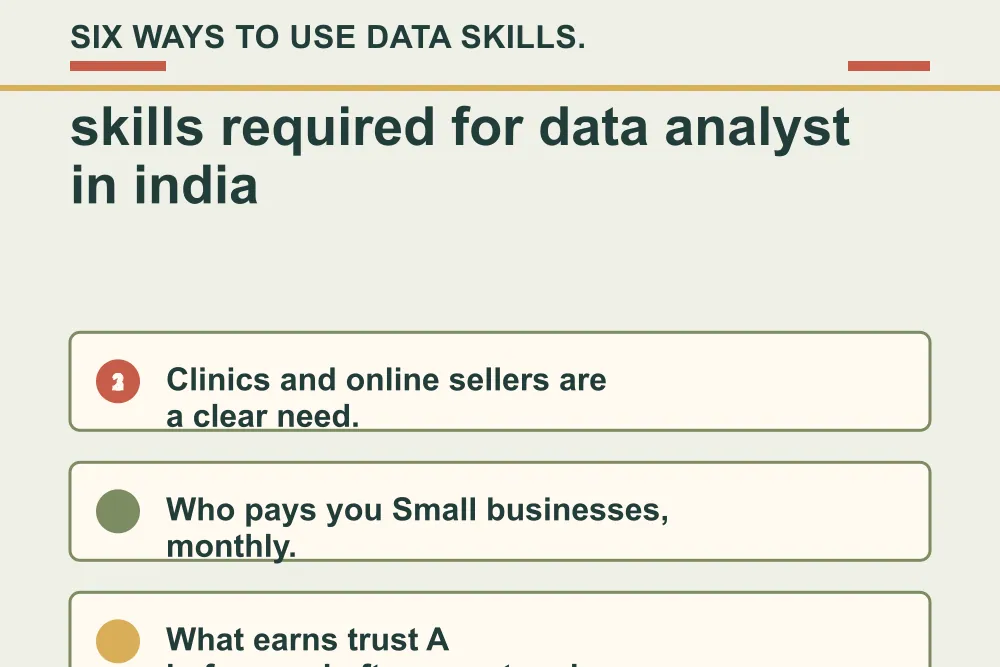 SIX WAYS TO USE DATA SKILLS.
skills required for data analyst
in india
Clinics and online sellers are
a clear need.
Who pays you Small businesses,
monthly.
What earns trust A